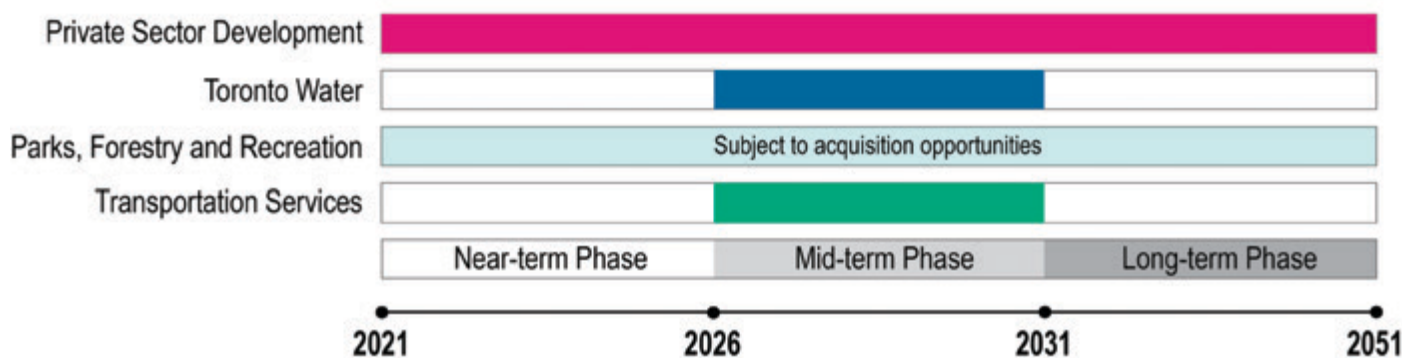 Private Sector Development
Toronto Water
Parks, Forestry and Recreation
Subject to acquisition opportunities
Transportation Services
Near-term Phase
Mid-term Phase
Long-term Phase
2021
2026
2031
2051